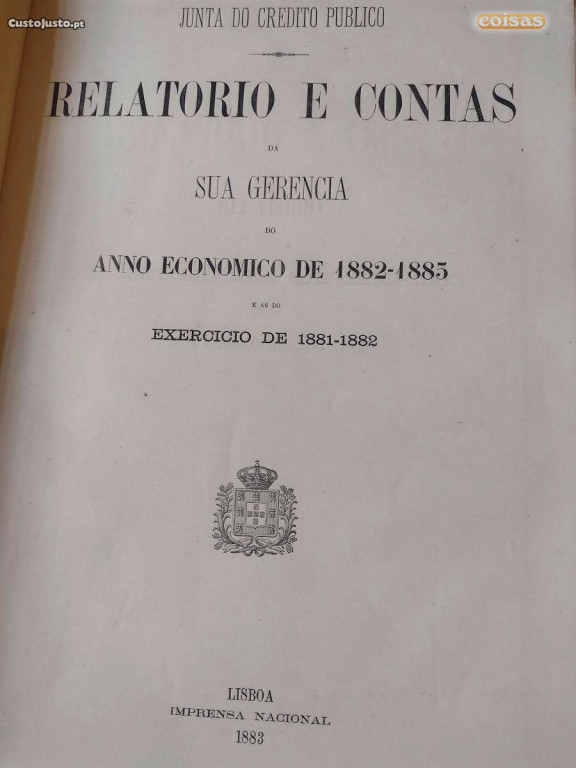 CustoJusto.pt
coisas
JUNTA DO CREDITO PUBLICO
RELATORIO E CONTAS
DA
SUA GERENCIA
DO
ANNO ECONOMICO DE 1882-1883
E AS DO
EXERCICIO DE 1881-1882
LISBOA
IMPRENSA NACIONAL
1883